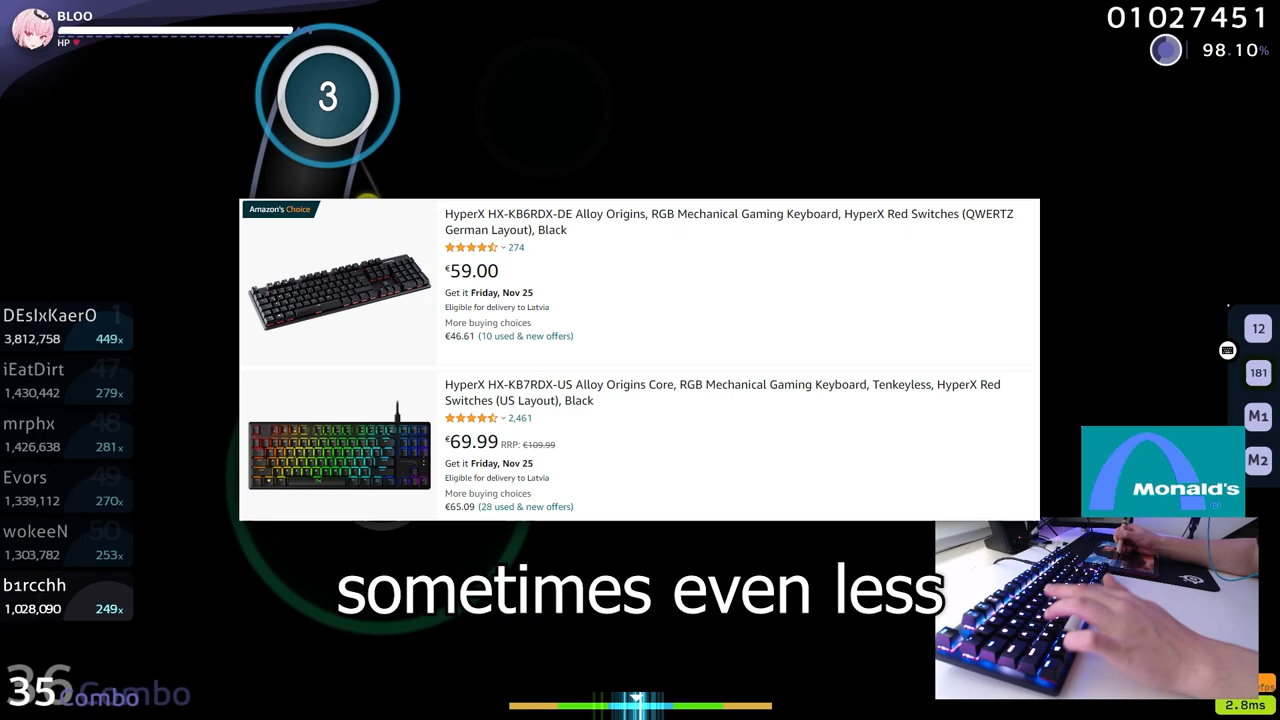 BLOO
HP
01027451
98.10%
3
Amazon's Choice
HyperX HX-KB6RDX-DE Alloy Origins, RGB Mechanical Gaming Keyboard, HyperX Red Switches (QWERTZ
German Layout), Black
274
€59.00
Get it Friday, Nov 25
Eligible for delivery to Latvia
More buying choices
€46.61 (10 used & new offers)
HyperX HX-KB7RDX-US Alloy Origins Core, RGB Mechanical Gaming Keyboard, Tenkeyless, HyperX Red
Switches (US Layout), Black
2,461
€69.99 RRP: €109.99
Get it Friday, Nov 25
Eligible for delivery to Latvia
More buying choices
€65.09 (28 used & new offers)
DEsIxKaerO 1
3,812,758 449x
iEatDirt 47
1,430,442 279x
mrphx 48
1,426,638 281x
Evors 49
1,339,112 270x
wokeeN 50
1,303,782 253x
b1rcchh
1,028,090 249x
12
181
M1
M2
Monald's
sometimes even less
35 Combo
fps
2.8ms